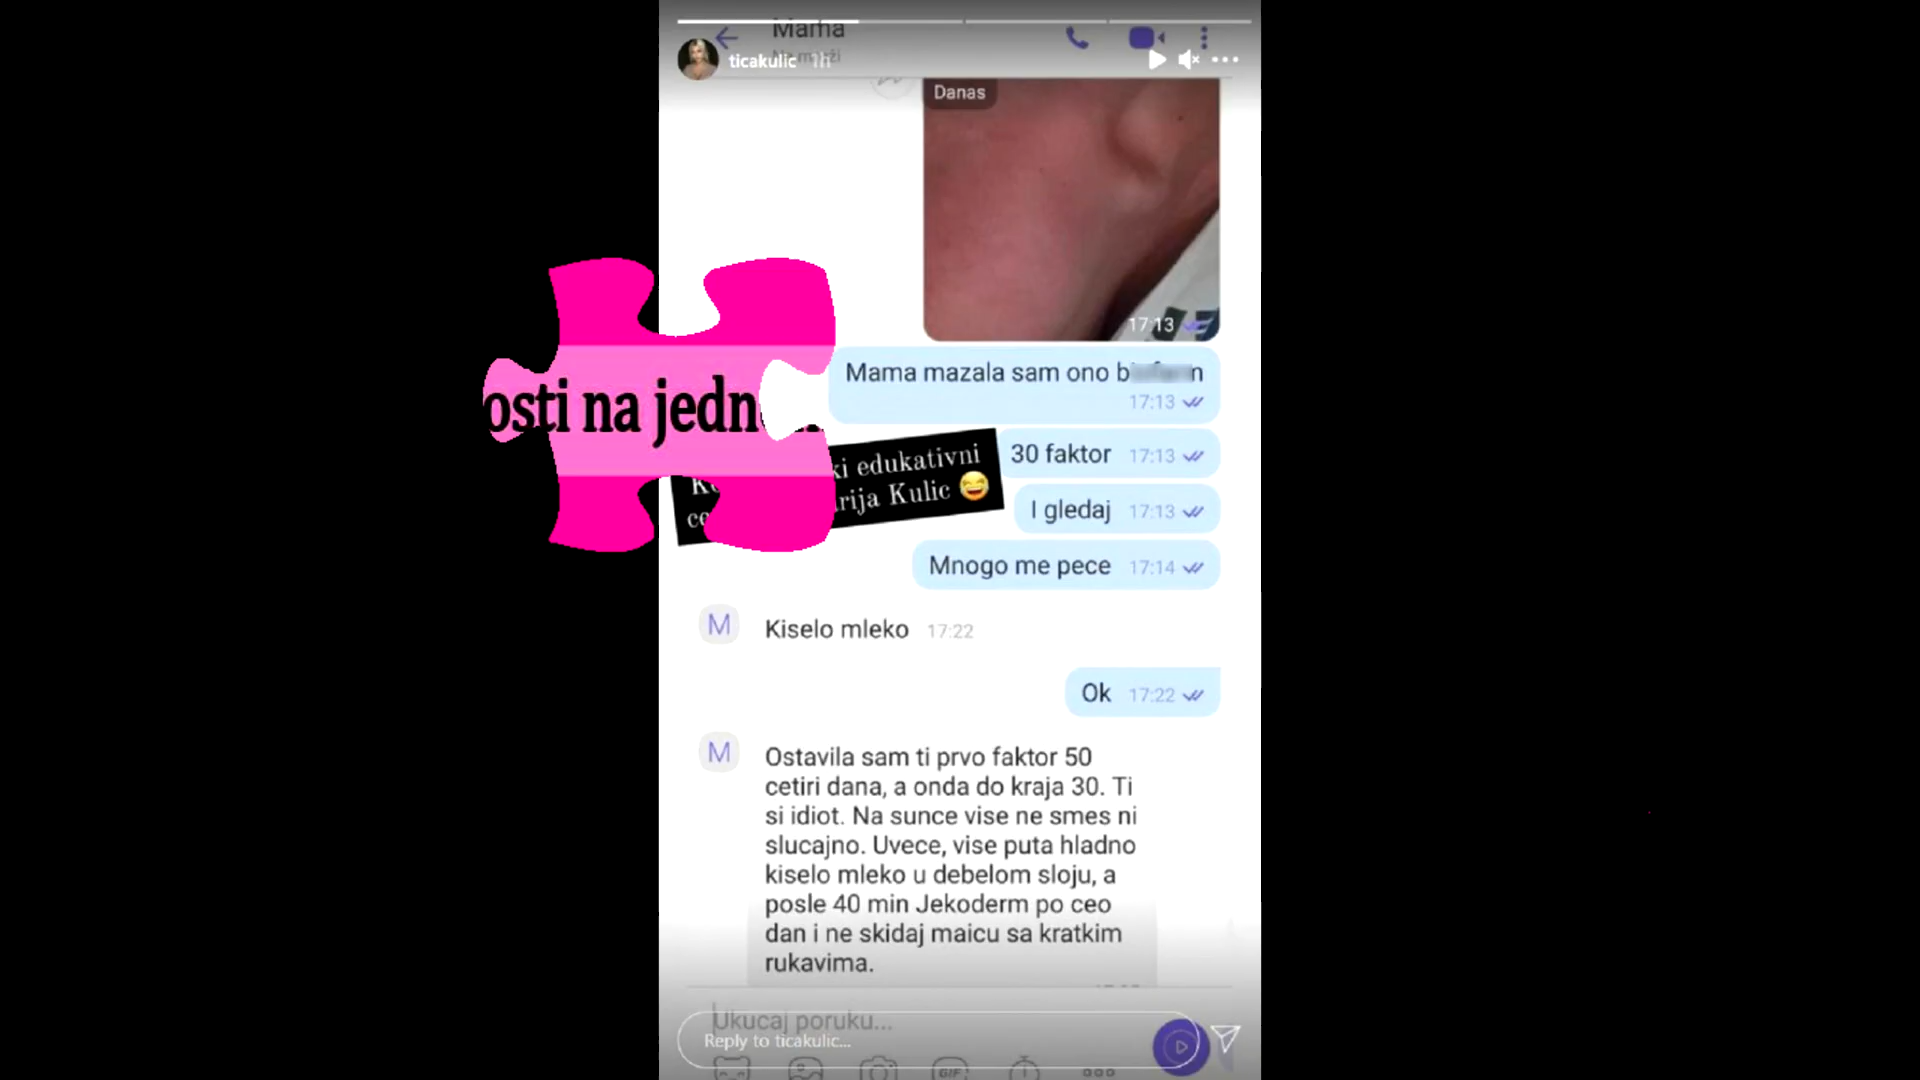 Mama
ticakulic 1h
Danas
17:13
Mama mazala sam ono
17:13
osti na jedn
30 faktor 17:13
edukativni
Kulic 😂
I gledaj 17:13
Mnogo me pece 17:14
M Kiselo mleko 17:22
Ok 17:22
M
Ostavila sam ti prvo faktor 50
cetiri dana, a onda do kraja 30. Ti
si idiot. Na sunce vise ne smes ni
slucajno. Uvece, vise puta hladno
kiselo mleko u debelom sloju, a
posle 40 min Jekoderm po ceo
dan i ne skidaj maicu sa kratkim
rukavima.
Ukucaj poruku...
Reply to ticakulic...
GIF